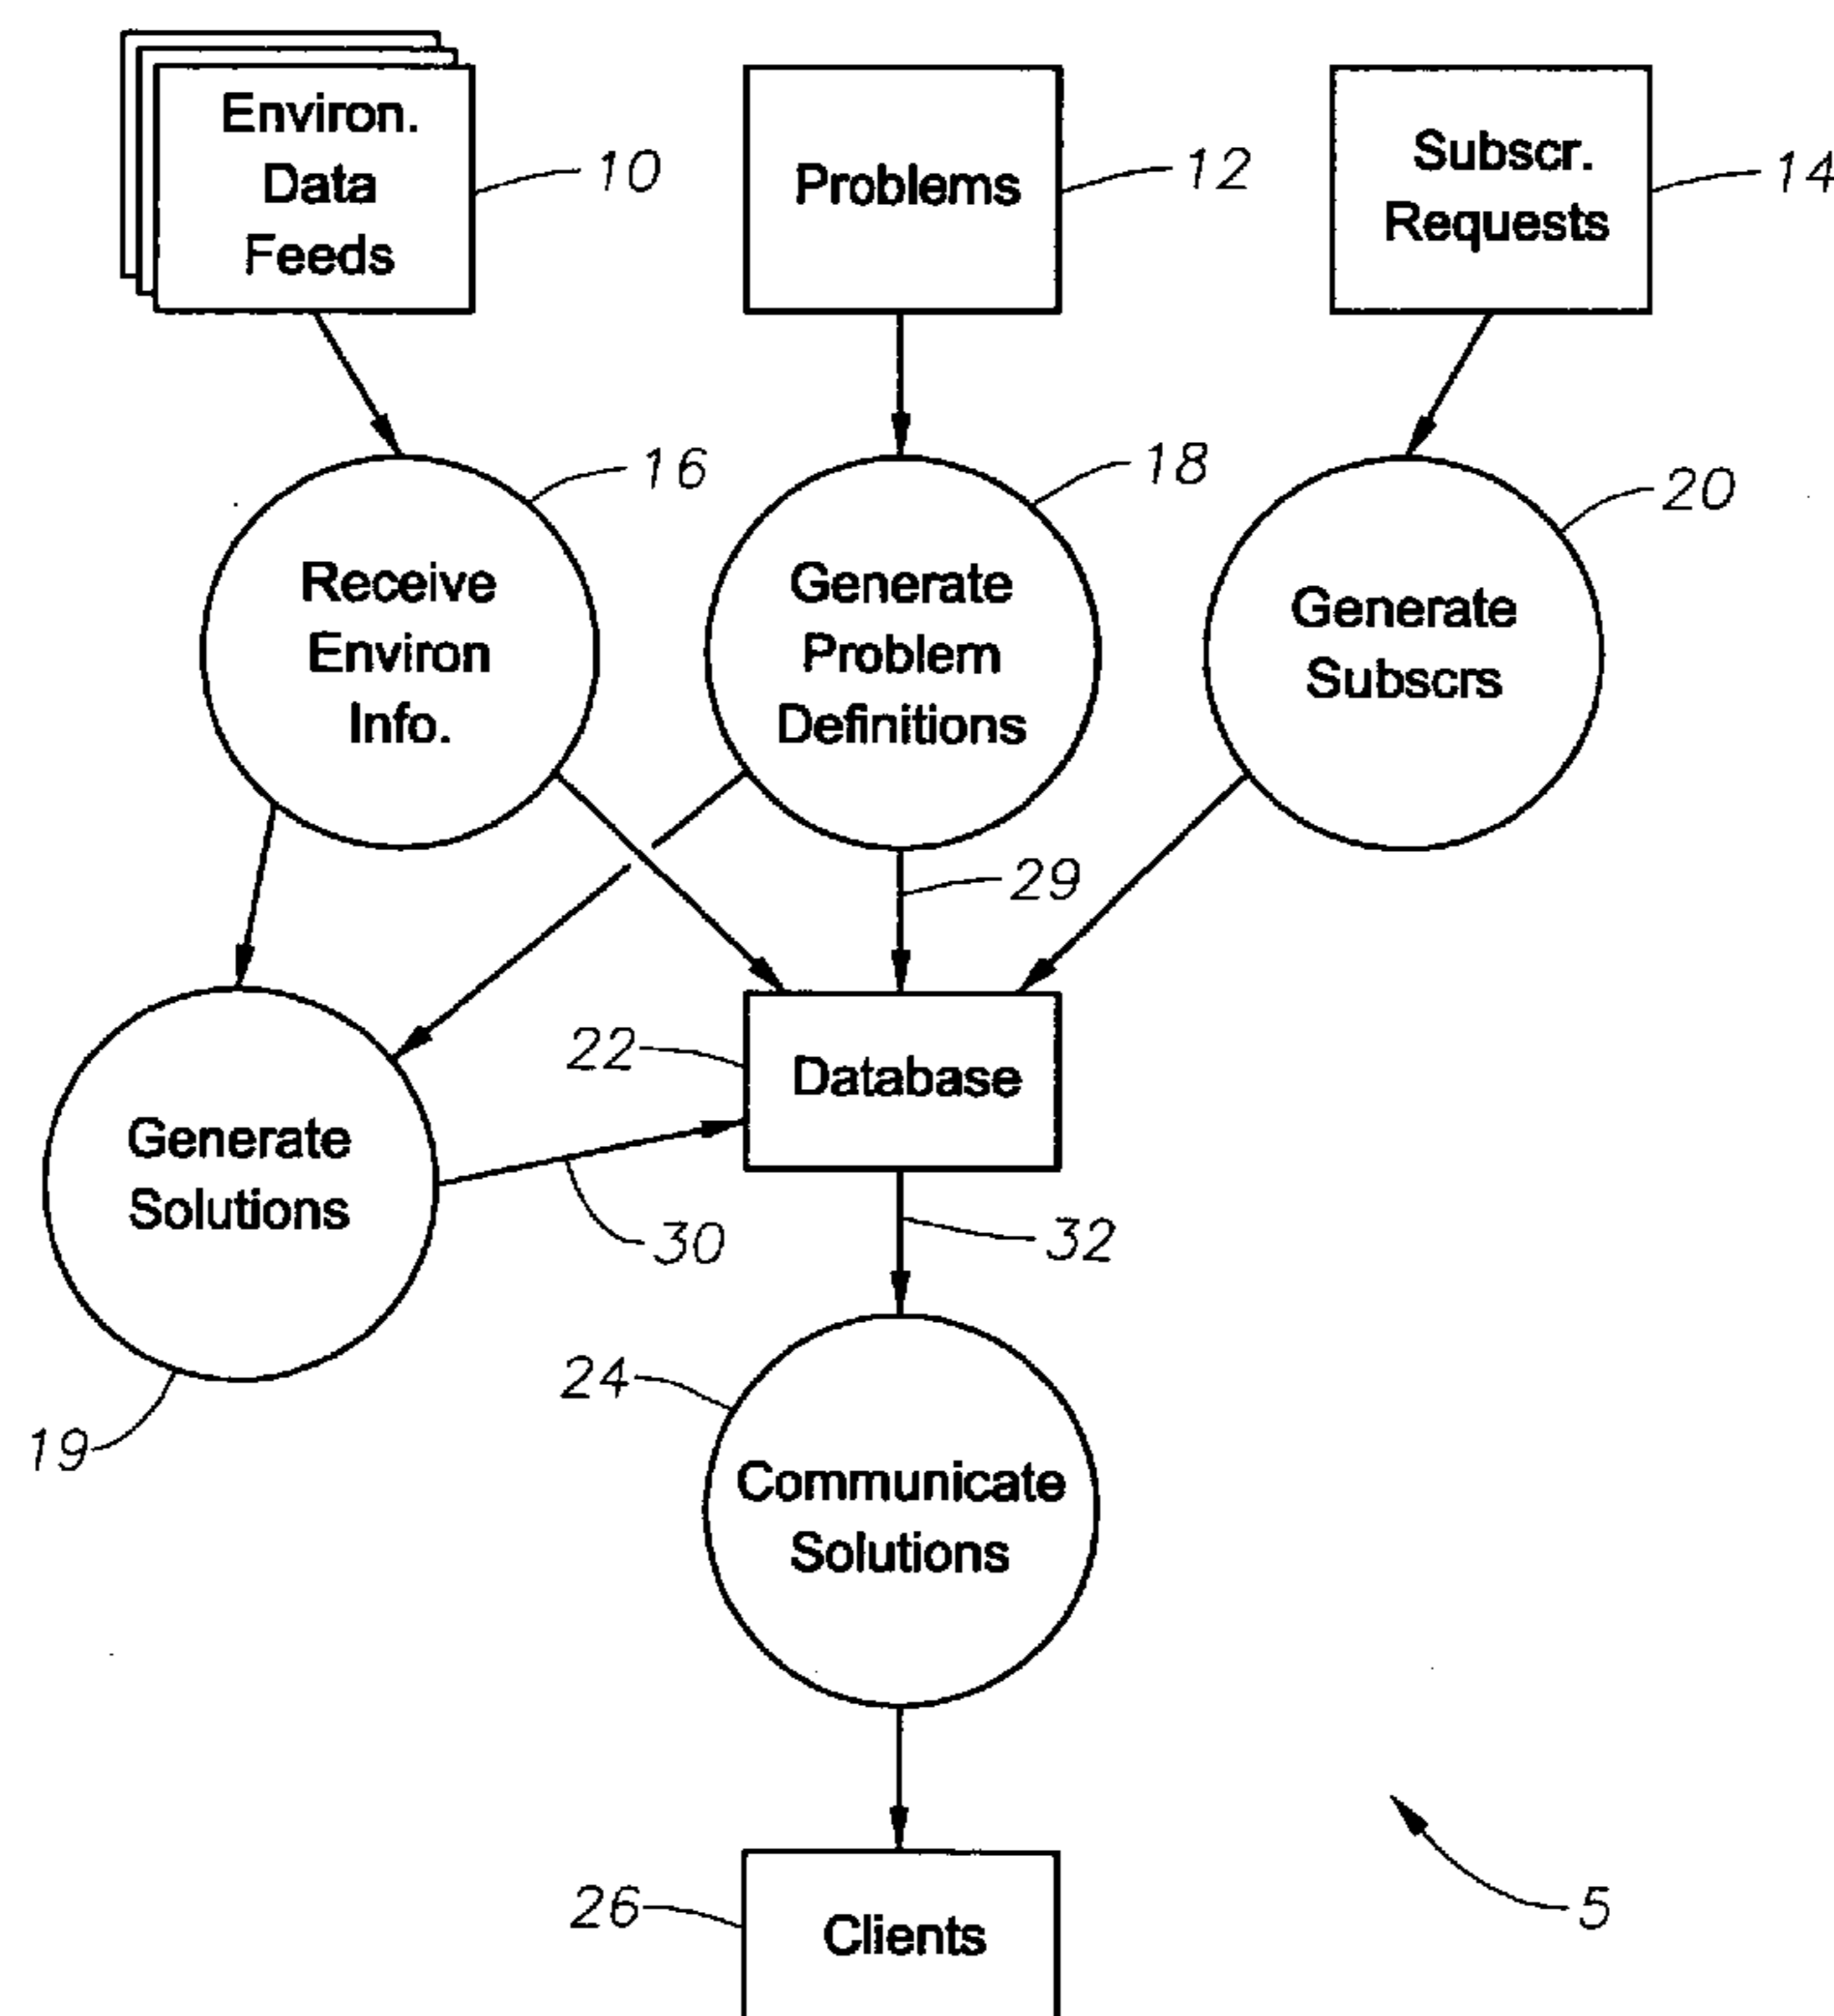 Environ.
Data
Feeds
10
Problems
12
Subscr.
Requests
14
Receive
Environ
Info.
16
Generate
Problem
Definitions
18
Generate
Subscrs
20
29
22
Database
Generate
Solutions
30
32
19
24
Communicate
Solutions
26
Clients
5